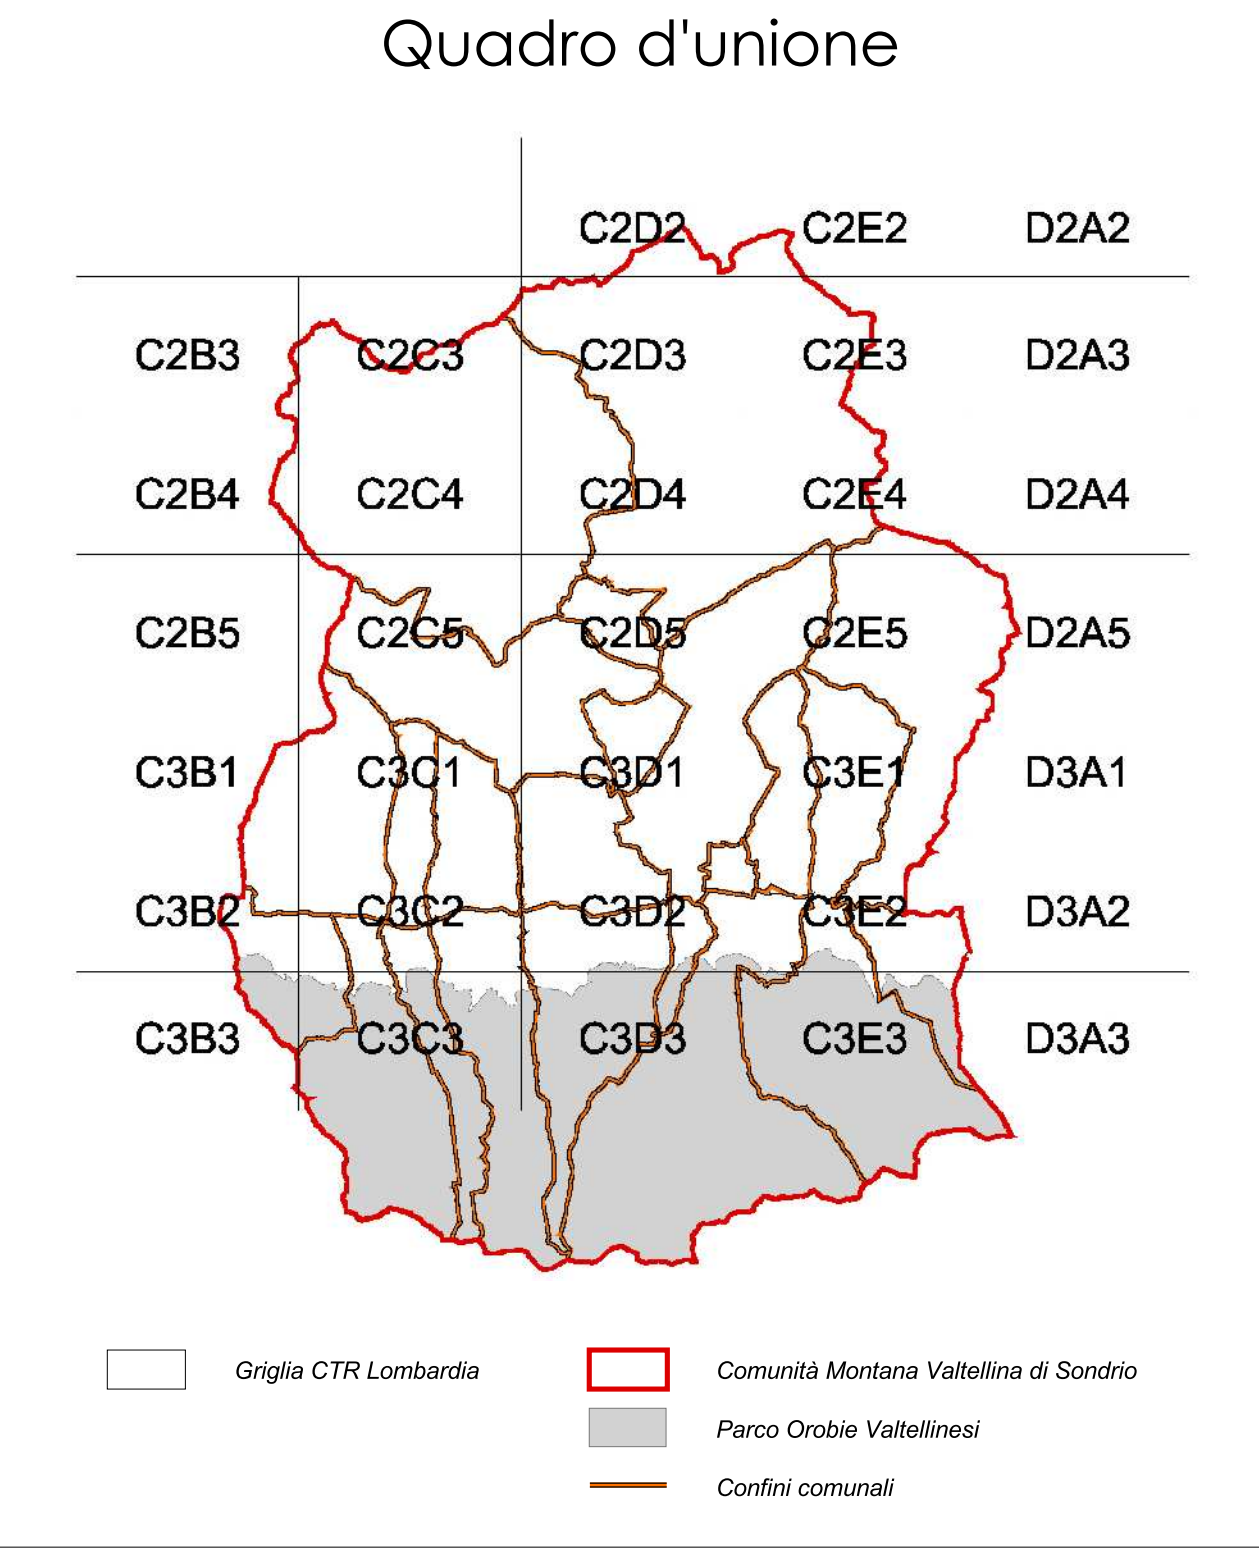 Quadro d'unione
C2D2 C2E2 D2A2
C2B3 C2C3 C2D3 C2E3 D2A3
C2B4 C2C4 C2D4 C2E4 D2A4
C2B5 C2C5 C2D5 C2E5 D2A5
C3B1 C3C1 C3D1 C3E1 D3A1
C3B2 C3C2 C3D2 C3E2 D3A2
C3B3 C3C3 C3D3 C3E3 D3A3
Griglia CTR Lombardia
Comunità Montana Valtellina di Sondrio
Parco Orobie Valtellinesi
Confini comunali